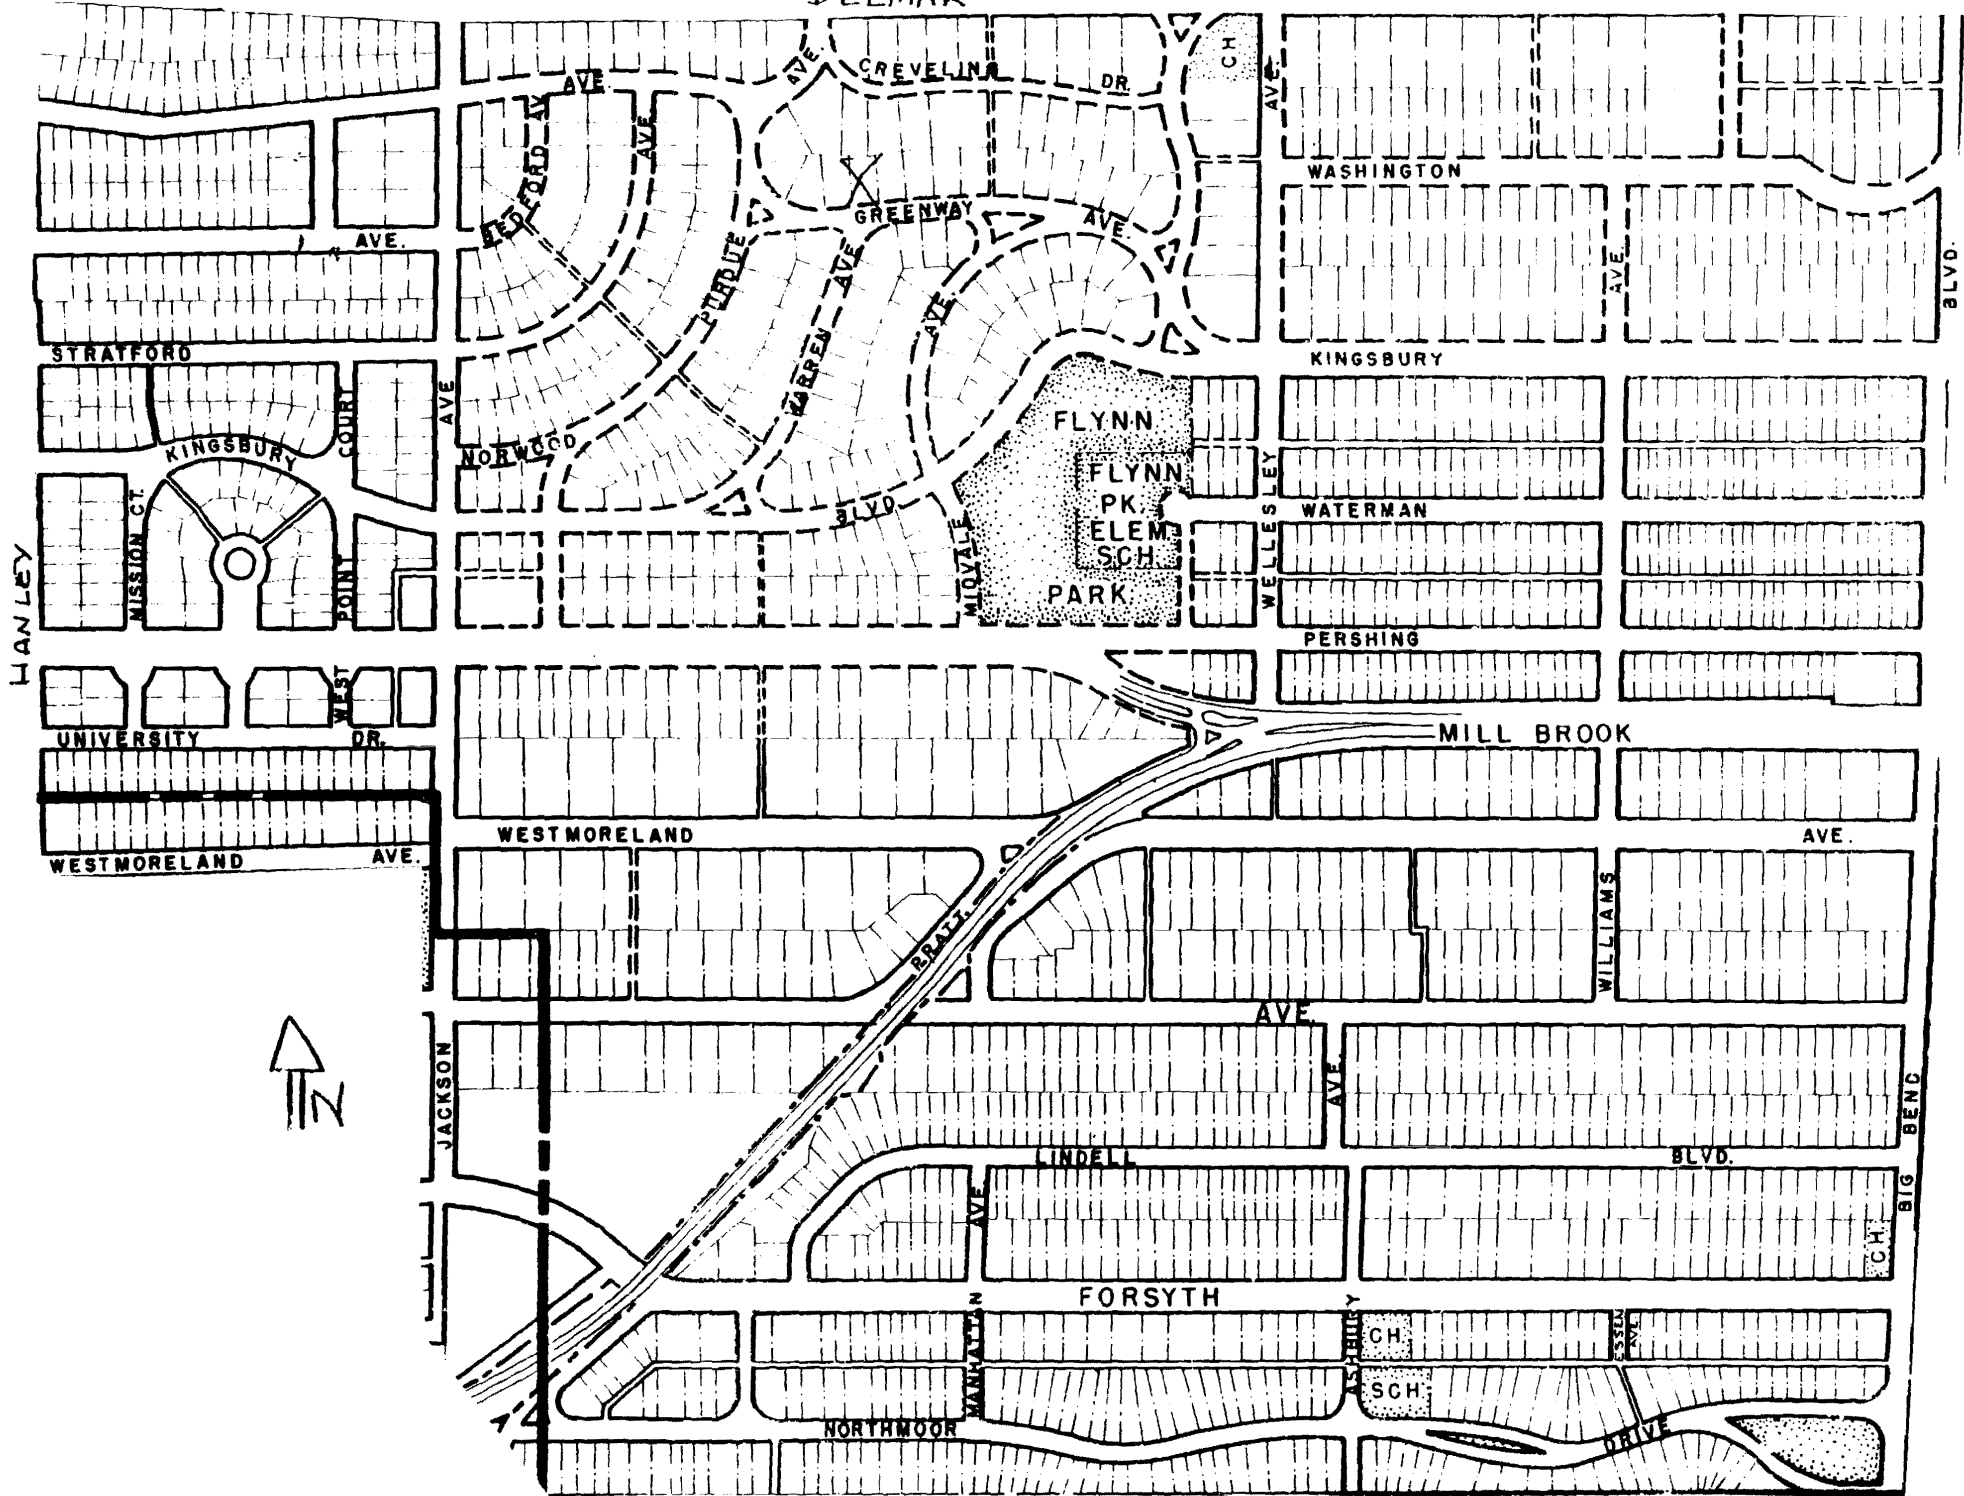 DELMAR
CREVELING
DR.
AVE.
AVE
CH
AVE.
BEDFORD AV.
AVE
WASHINGTON
GREENWAY
AVE.
AVE.
PURDUE
AVE
AVE.
BLVD.
AVE.
WARREN
STRATFORD
KINGSBURY
COURT
AVE
FLYNN
KINGSBURY
NORWOOD
FLYNN
PK.
ELEM
SCH.
PARK
WELLESLEY
WATERMAN
BLVD.
MISSION CT.
MIDVALE
POINT
HANLEY
PERSHING
WEST
UNIVERSITY
DR.
MILL BROOK
WESTMORELAND
AVE.
WESTMORELAND
AVE.
WILLIAMS
AVE.
JACKSON
AVE.
N
LINDELL
BLVD.
BIG BEND
AVE
CH.
FORSYTH
MANHATTAN
ASHBURY
CH.
ESSEN
AVE.
SCH.
NORTHMOOR
DRIVE